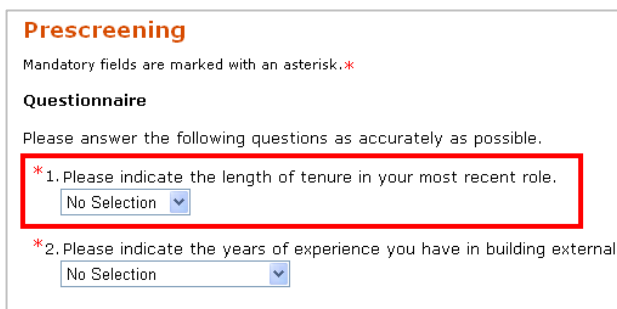 Prescreening
Mandatory fields are marked with an asterisk.*
Questionnaire
Please answer the following questions as accurately as possible.
*1. Please indicate the length of tenure in your most recent role.
No Selection
*2. Please indicate the years of experience you have in building external
No Selection